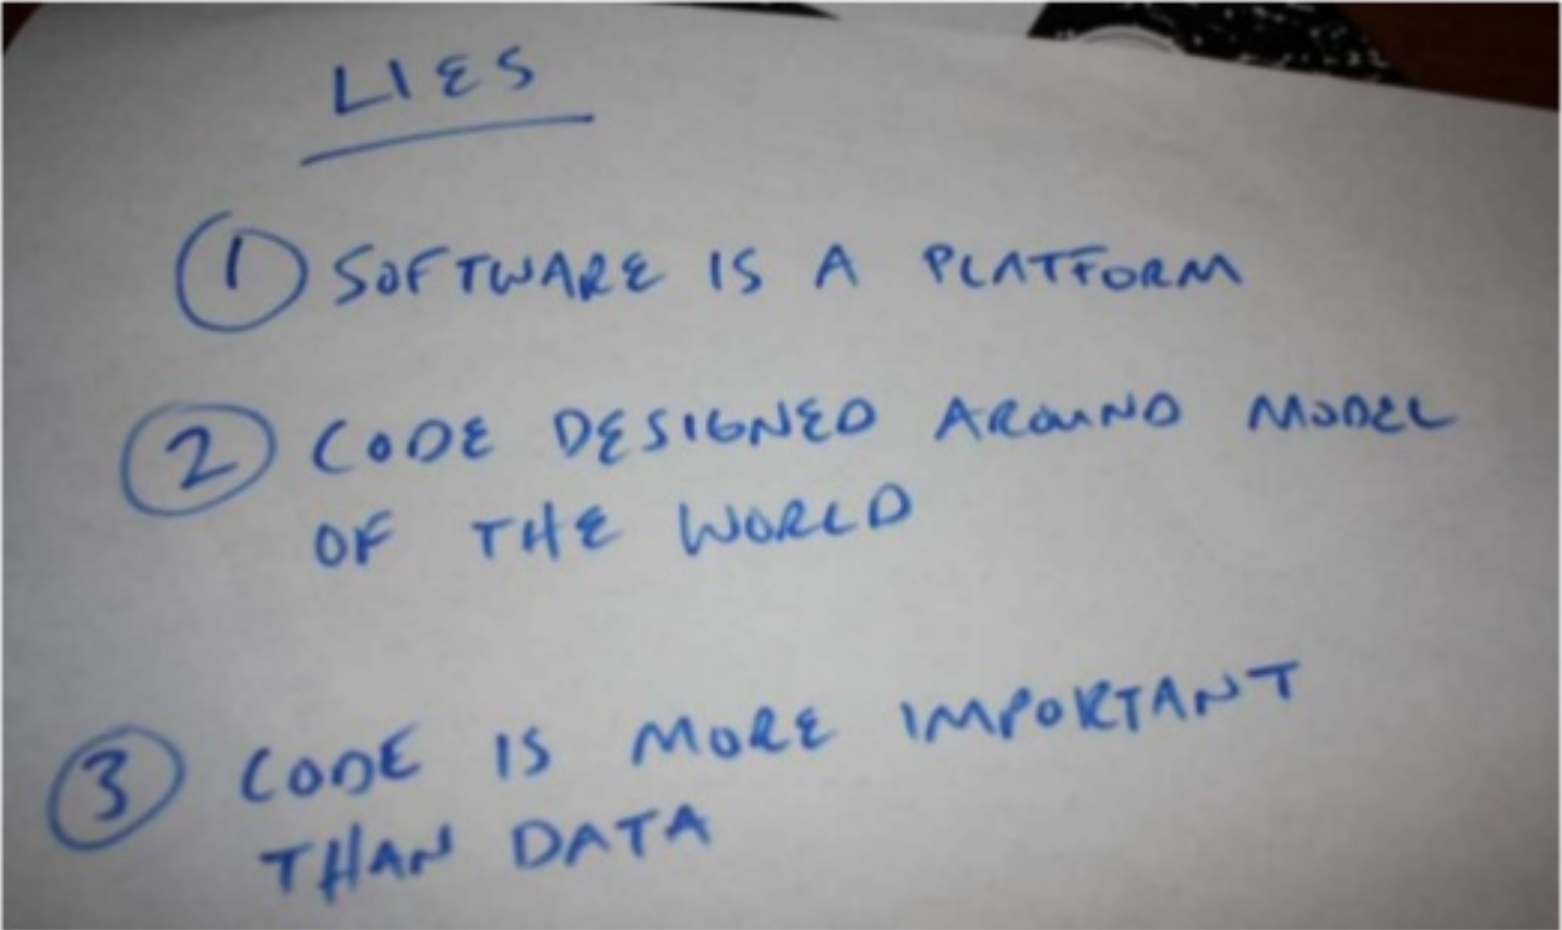 LIES
1 SOFTWARE IS A PLATFORM
2 CODE DESIGNED AROUND MODEL
OF THE WORLD
3 CODE IS MORE IMPORTANT
THAN DATA